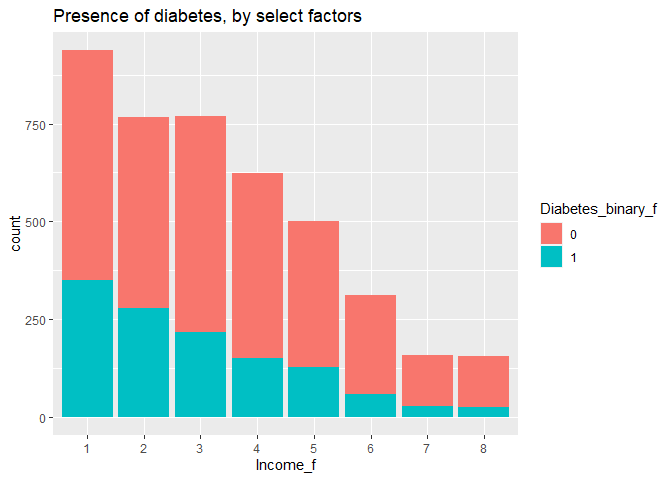 Presence of diabetes, by select factors
750
500
250
0
count
1 2 3 4 5 6 7 8
Income_f
Diabetes_binary_f
0
1